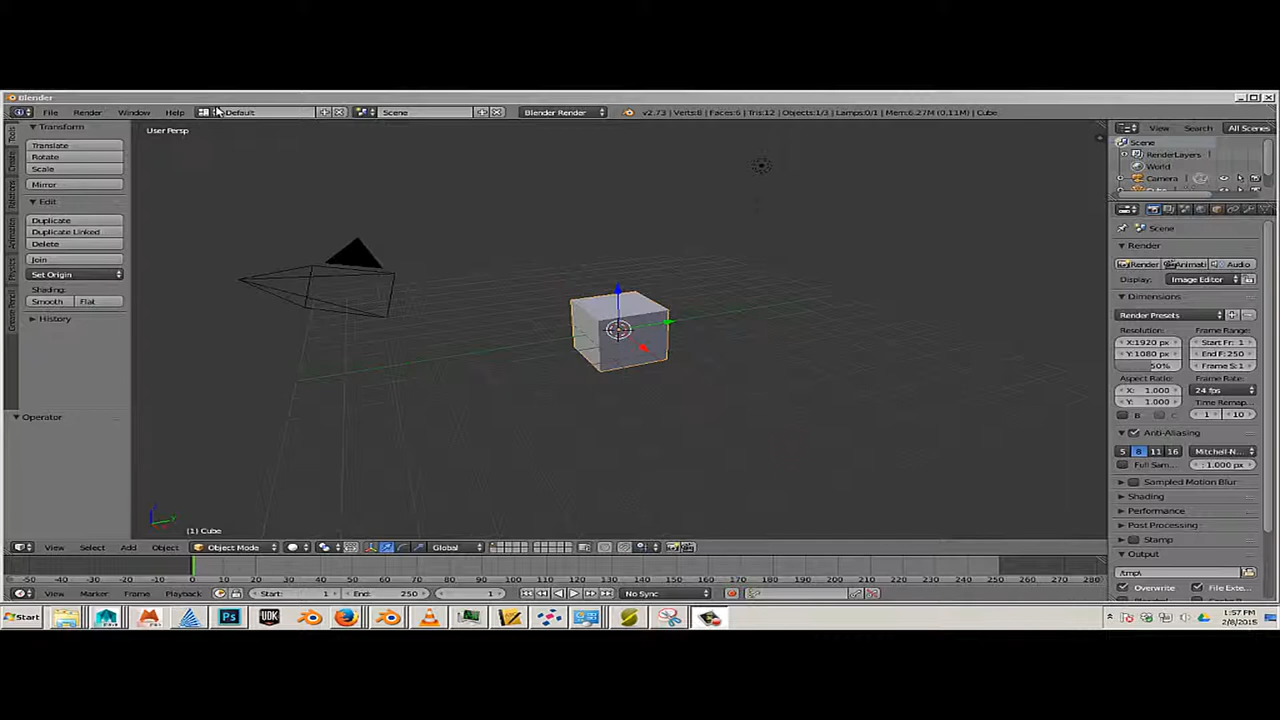 Blender
File Render Window Help Default Scene Blender Render v2.73 | Verts:8 | Faces:6 | Tris:12 | Objects:1/3 | Lamps:0/1 | Mem:6.27M (0.11M) | Cube
Transform
Translate
Rotate
Scale
Mirror
Edit
Duplicate
Duplicate Linked
Delete
Join
Set Origin
Shading:
Smooth Flat
History
Operator
Tools
Create
Relations
Animation
Physics
Grease Pencil
User Persp
(1) Cube
View Search All Scenes
Scene
RenderLayers
World
Camera
Scene
Render
Render Animati Audio
Display: Image Editor
Dimensions
Render Presets
Resolution: Frame Range:
X:1920 px Start Fr: 1
Y:1080 px End F: 250
50% Frame S: 1
Aspect Ratio: Frame Rate:
X: 1.000 24 fps
Y: 1.000 Time Remap...
B C 1 10
Anti-Aliasing
5 8 11 16 Mitchell-N...
Full Sam... : 1.000 px
Sampled Motion Blur
Shading
Performance
Post Processing
Stamp
Output
/tmp\
Overwrite File Exte...
View Select Add Object Object Mode Global
-50 -40 -30 -20 -10 0 10 20 30 40 50 60 70 80 90 100 110 120 130 140 150 160 170 180 190 200 210 220 230 240 250 260 270 280
View Marker Frame Playback Start: 1 End: 250 1 No Sync
Start Ps UDK 1:57 PM
2/8/2015